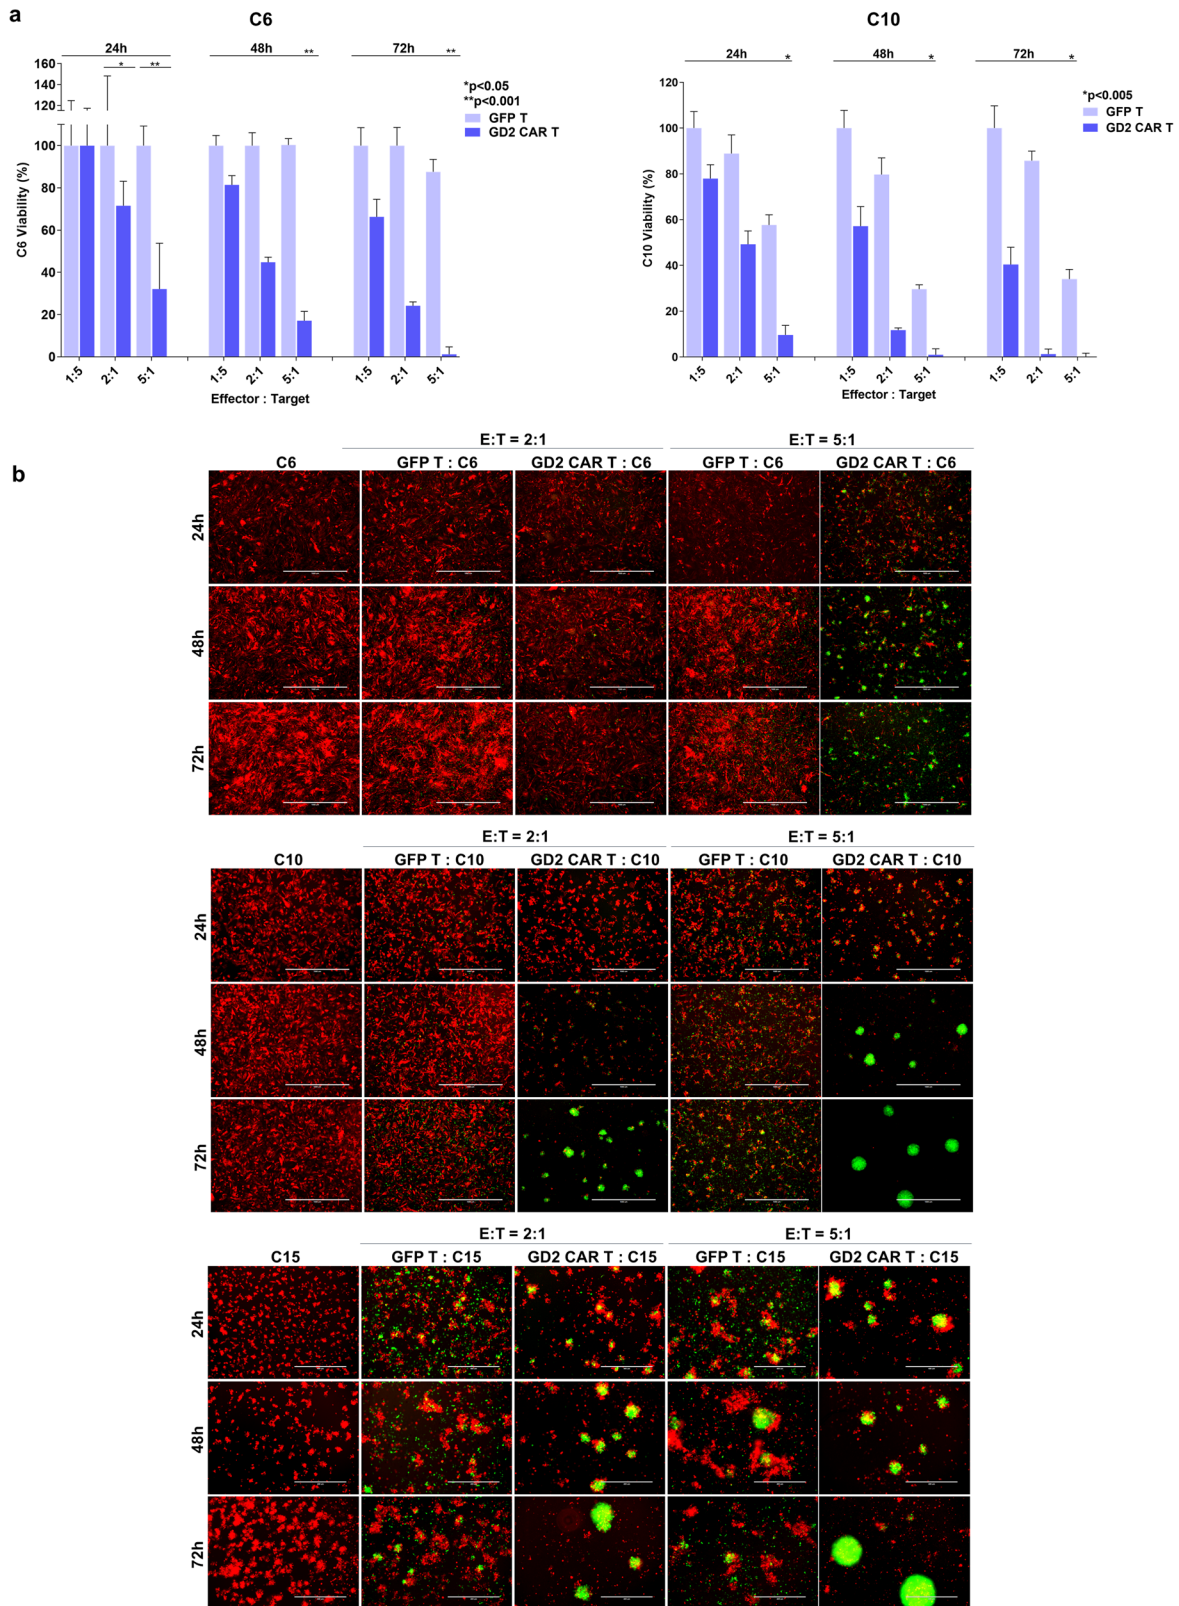 a
C6
C10
24h
48h
**
72h
**
24h
*
48h
*
72h
*
*
**
*p<0.05
**p<0.001
GFP T
GD2 CAR T
*p<0.005
GFP T
GD2 CAR T
C6 Viability (%)
160
140
120
100
80
60
40
20
0
1:5
2:1
5:1
1:5
2:1
5:1
1:5
2:1
5:1
Effector : Target
C10 Viability (%)
120
100
80
60
40
20
0
1:5
2:1
5:1
1:5
2:1
5:1
1:5
2:1
5:1
Effector : Target
b
E:T = 2:1
E:T = 5:1
C6
GFP T : C6
GD2 CAR T : C6
GFP T : C6
GD2 CAR T : C6
24h
48h
72h
E:T = 2:1
E:T = 5:1
C10
GFP T : C10
GD2 CAR T : C10
GFP T : C10
GD2 CAR T : C10
24h
48h
72h
E:T = 2:1
E:T = 5:1
C15
GFP T : C15
GD2 CAR T : C15
GFP T : C15
GD2 CAR T : C15
24h
48h
72h